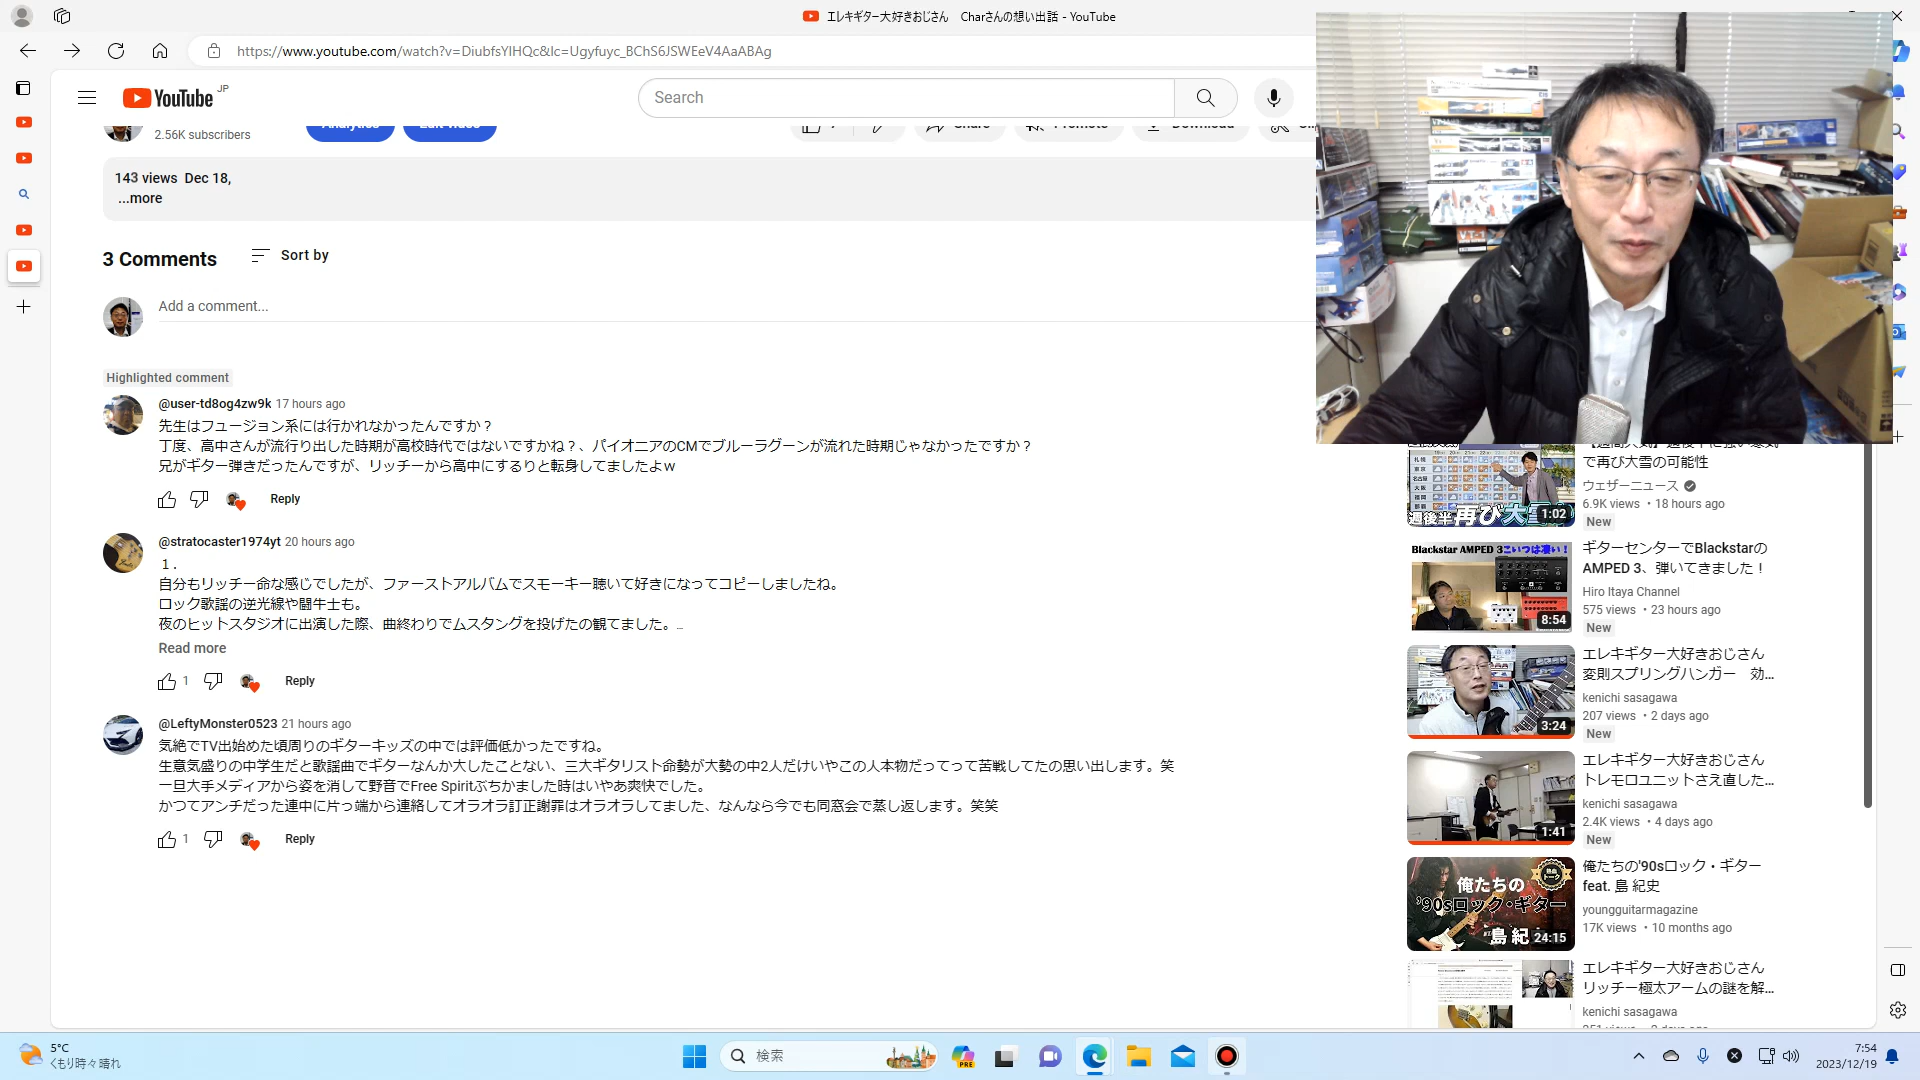 エレキギター大好きおじさん　Charさんの想い出話 - YouTube
https://www.youtube.com/watch?v=DiubfsYIHQc&lc=Ugyfuyc_BChS6JSWEeV4AaABAg
YouTube JP
Search
2.56K subscribers
143 views Dec 18,
...more
3 Comments
Sort by
Add a comment...
Highlighted comment
@user-td8og4zw9k 17 hours ago
先生はフュージョン系には行かれなかったんですか？
丁度、高中さんが流行り出した時期が高校時代ではないですかね？、パイオニアのCMでブルーラグーンが流れた時期じゃなかったですか？
兄がギター弾きだったんですが、リッチーから高中にするりと転身してましたよw
Reply
@stratocaster1974yt 20 hours ago
１.
自分もリッチー命な感じでしたが、ファーストアルバムでスモーキー聴いて好きになってコピーしましたね。
ロック歌謡の逆光線や闘牛士も。
夜のヒットスタジオに出演した際、曲終わりでムスタングを投げたの観てました。...
Read more
1
Reply
@LeftyMonster0523 21 hours ago
気絶でTV出始めた頃周りのギターキッズの中では評価低かったですね。
生意気盛りの中学生だと歌謡曲でギターなんか大したことない、三大ギタリスト命勢が大勢の中2人だけいやこの人本物だってって苦戦してたの思い出します。笑
一旦大手メディアから姿を消して野音でFree Spiritぶちかました時はいやあ爽快でした。
かつてアンチだった連中に片っ端から連絡してオラオラ訂正謝罪はオラオラしてました、なんなら今でも同窓会で蒸し返します。笑笑
1
Reply
で再び大雪の可能性
ウェザーニュース
6.9K views ・18 hours ago
New
週後半 再び大雪
1:02
ギターセンターでBlackstarの
AMPED 3、弾いてきました！
Hiro Itaya Channel
575 views ・23 hours ago
New
Blackstar AMPED 3こいつは凄い！
8:54
エレキギター大好きおじさん
変則スプリングハンガー　効...
kenichi sasagawa
207 views ・2 days ago
New
3:24
エレキギター大好きおじさん
トレモロユニットさえ直した...
kenichi sasagawa
2.4K views ・4 days ago
New
1:41
俺たちの'90sロック・ギター
feat. 島 紀史
youngguitarmagazine
17K views ・10 months ago
俺たちの
'90sロック・ギター
島 紀
24:15
エレキギター大好きおじさん
リッチー極太アームの謎を解...
kenichi sasagawa
5°C
くもり時々晴れ
検索
PRE
7:54
2023/12/19